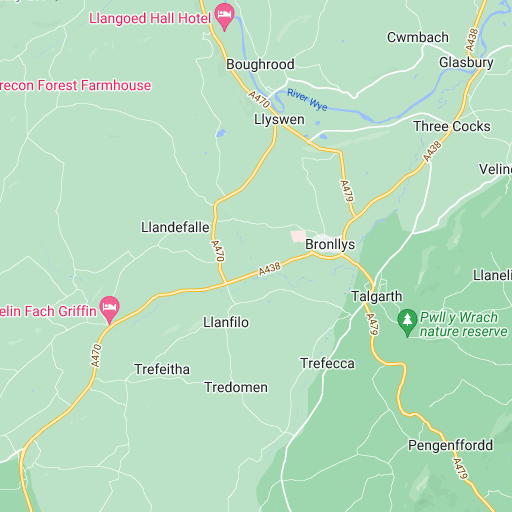 Llangoed Hall Hotel
Cwmbach
A438
Boughrood
Glasbury
recon Forest Farmhouse
A470
River Wye
Llyswen
Three Cocks
A438
Velin
A479
Llandefalle
A470
Bronllys
A438
Llaneli
Talgarth
elin Fach Griffin
Llanfilo
A479
Pwll y Wrach
nature reserve
A470
Trefeitha
Trefecca
Tredomen
Pengenffordd
A479